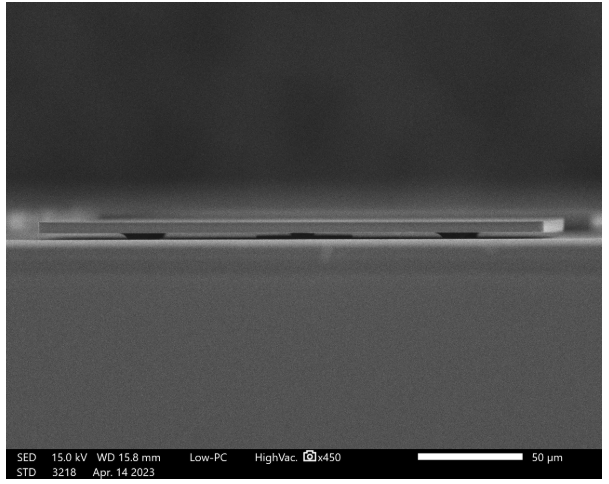 SED 15.0 kV WD 15.8 mm Low-PC HighVac. x450 50 µm
STD 3218 Apr. 14 2023